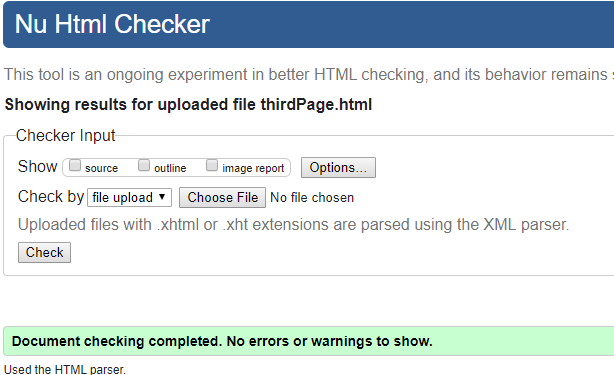 Nu Html Checker
This tool is an ongoing experiment in better HTML checking, and its behavior remains
Showing results for uploaded file thirdPage.html
Checker Input
Show source outline image report Options...
Check by file upload Choose File No file chosen
Uploaded files with .xhtml or .xht extensions are parsed using the XML parser.
Check
Document checking completed. No errors or warnings to show.
Used the HTML parser.